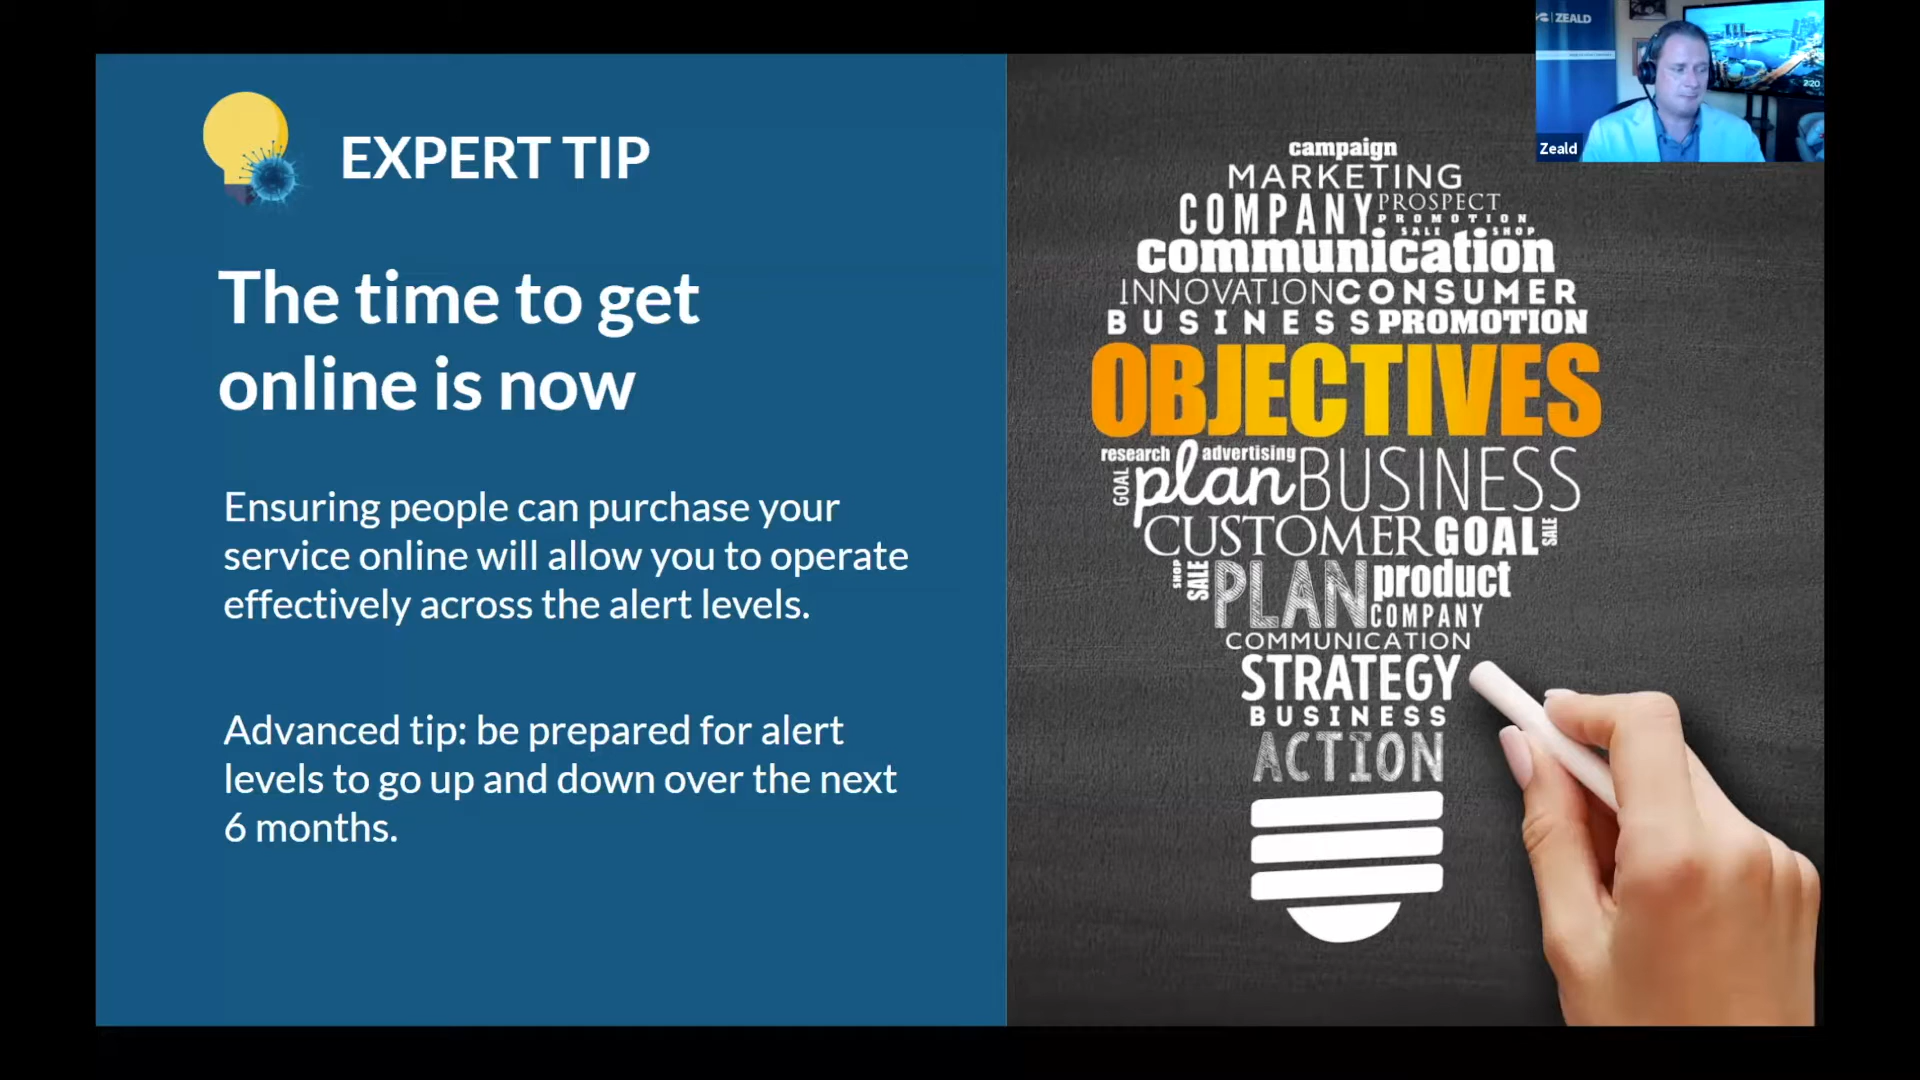 ZEALD
2:20
Zeald
EXPERT TIP
The time to get
online is now
Ensuring people can purchase your
service online will allow you to operate
effectively across the alert levels.
Advanced tip: be prepared for alert
levels to go up and down over the next
6 months.
campaign
MARKETING
COMPANY PROSPECT
PROMOTION
SALE SHOP
communication
INNOVATION CONSUMER
BUSINESS PROMOTION
OBJECTIVES
research advertising
GOAL plan BUSINESS
CUSTOMER GOAL SALE
SHOP SALE PLAN product
COMPANY
COMMUNICATION
STRATEGY
BUSINESS
ACTION